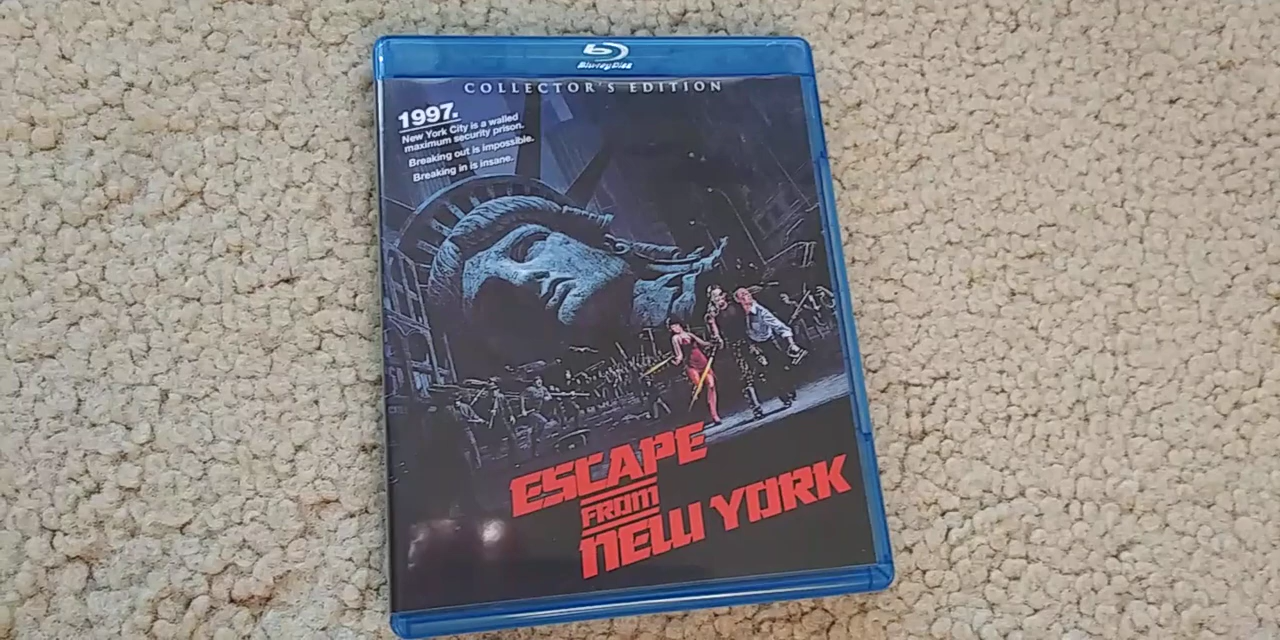 Blu-ray Disc
COLLECTOR'S EDITION
1997.
New York City is a walled
maximum security prison.
Breaking out is impossible.
Breaking in is insane.
ESCAPE
FROM
NEW YORK